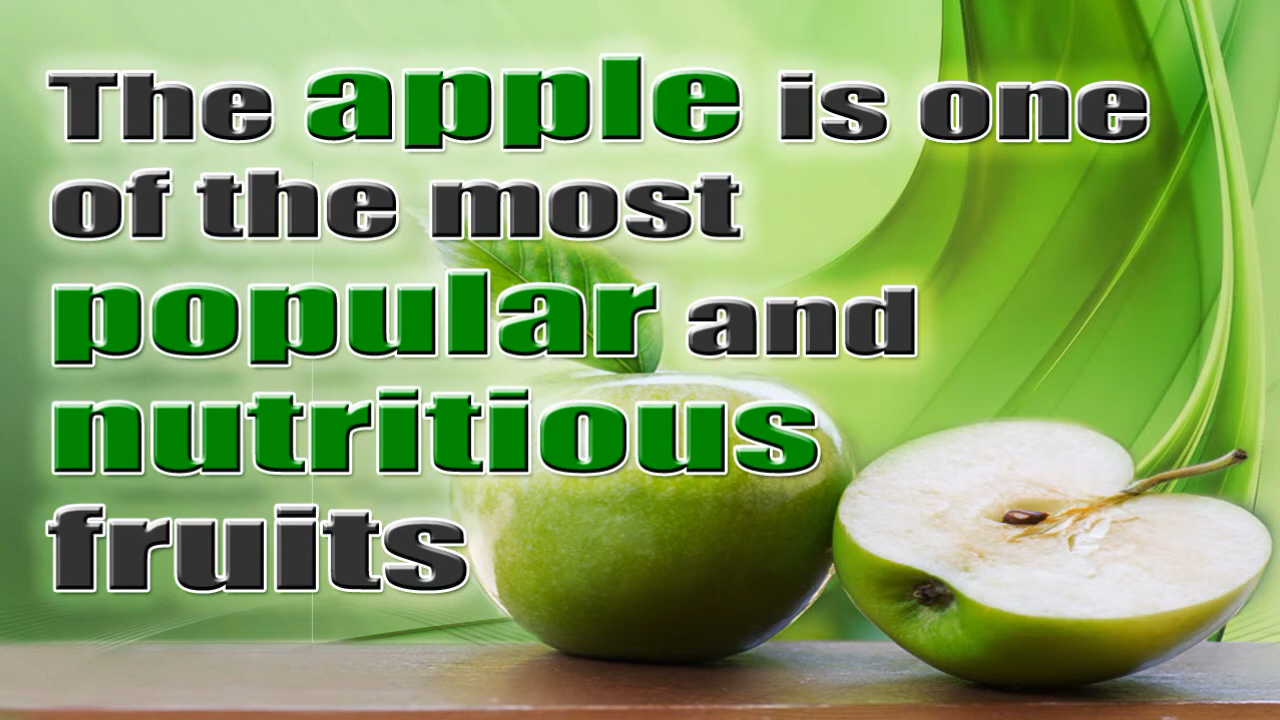 The apple is one
of the most
popular and
nutritious
fruits